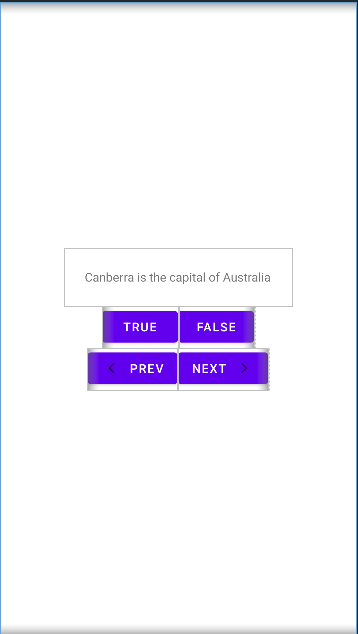 Canberra is the capital of Australia
TRUE FALSE
PREV NEXT